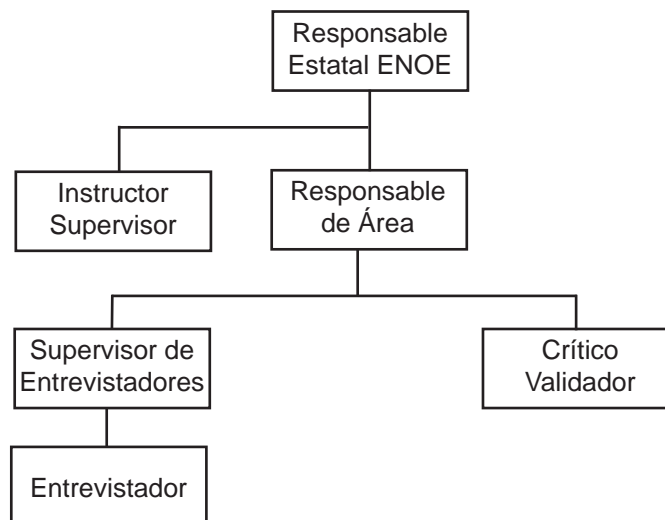 Responsable
Estatal ENOE
Instructor
Supervisor
Responsable
de Área
Supervisor de
Entrevistadores
Crítico
Validador
Entrevistador